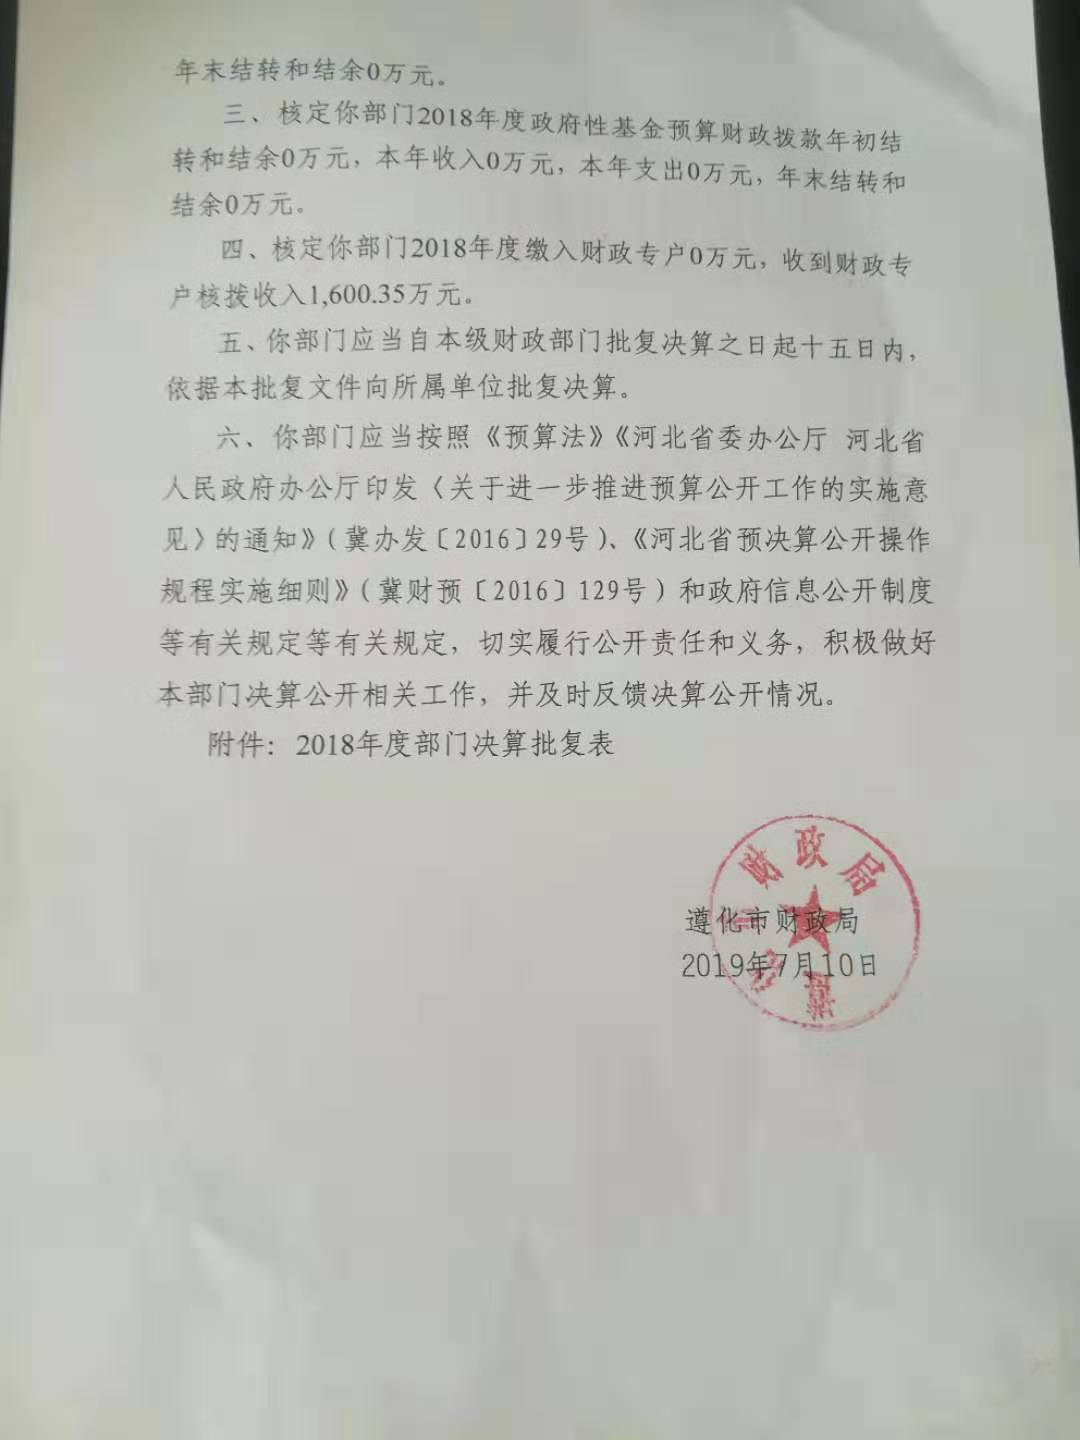 年末结转和结余0万元。
三、核定你部门2018年度政府性基金预算财政拨款年初结
转和结余0万元，本年收入0万元，本年支出0万元，年末结转和
结余0万元。
四、核定你部门2018年度缴入财政专户0万元，收到财政专
户核拨收入1,600.35万元。
五、你部门应当自本级财政部门批复决算之日起十五日内，
依据本批复文件向所属单位批复决算。
六、你部门应当按照《预算法》《河北省委办公厅 河北省
人民政府办公厅印发〈关于进一步推进预算公开工作的实施意
见〉的通知》（冀办发〔2016〕29号）、《河北省预决算公开操作
规程实施细则》（冀财预〔2016〕129号）和政府信息公开制度
等有关规定等有关规定，切实履行公开责任和义务，积极做好
本部门决算公开相关工作，并及时反馈决算公开情况。
附件：2018年度部门决算批复表
遵化市财政局
遵化市财政局
2019年7月10日